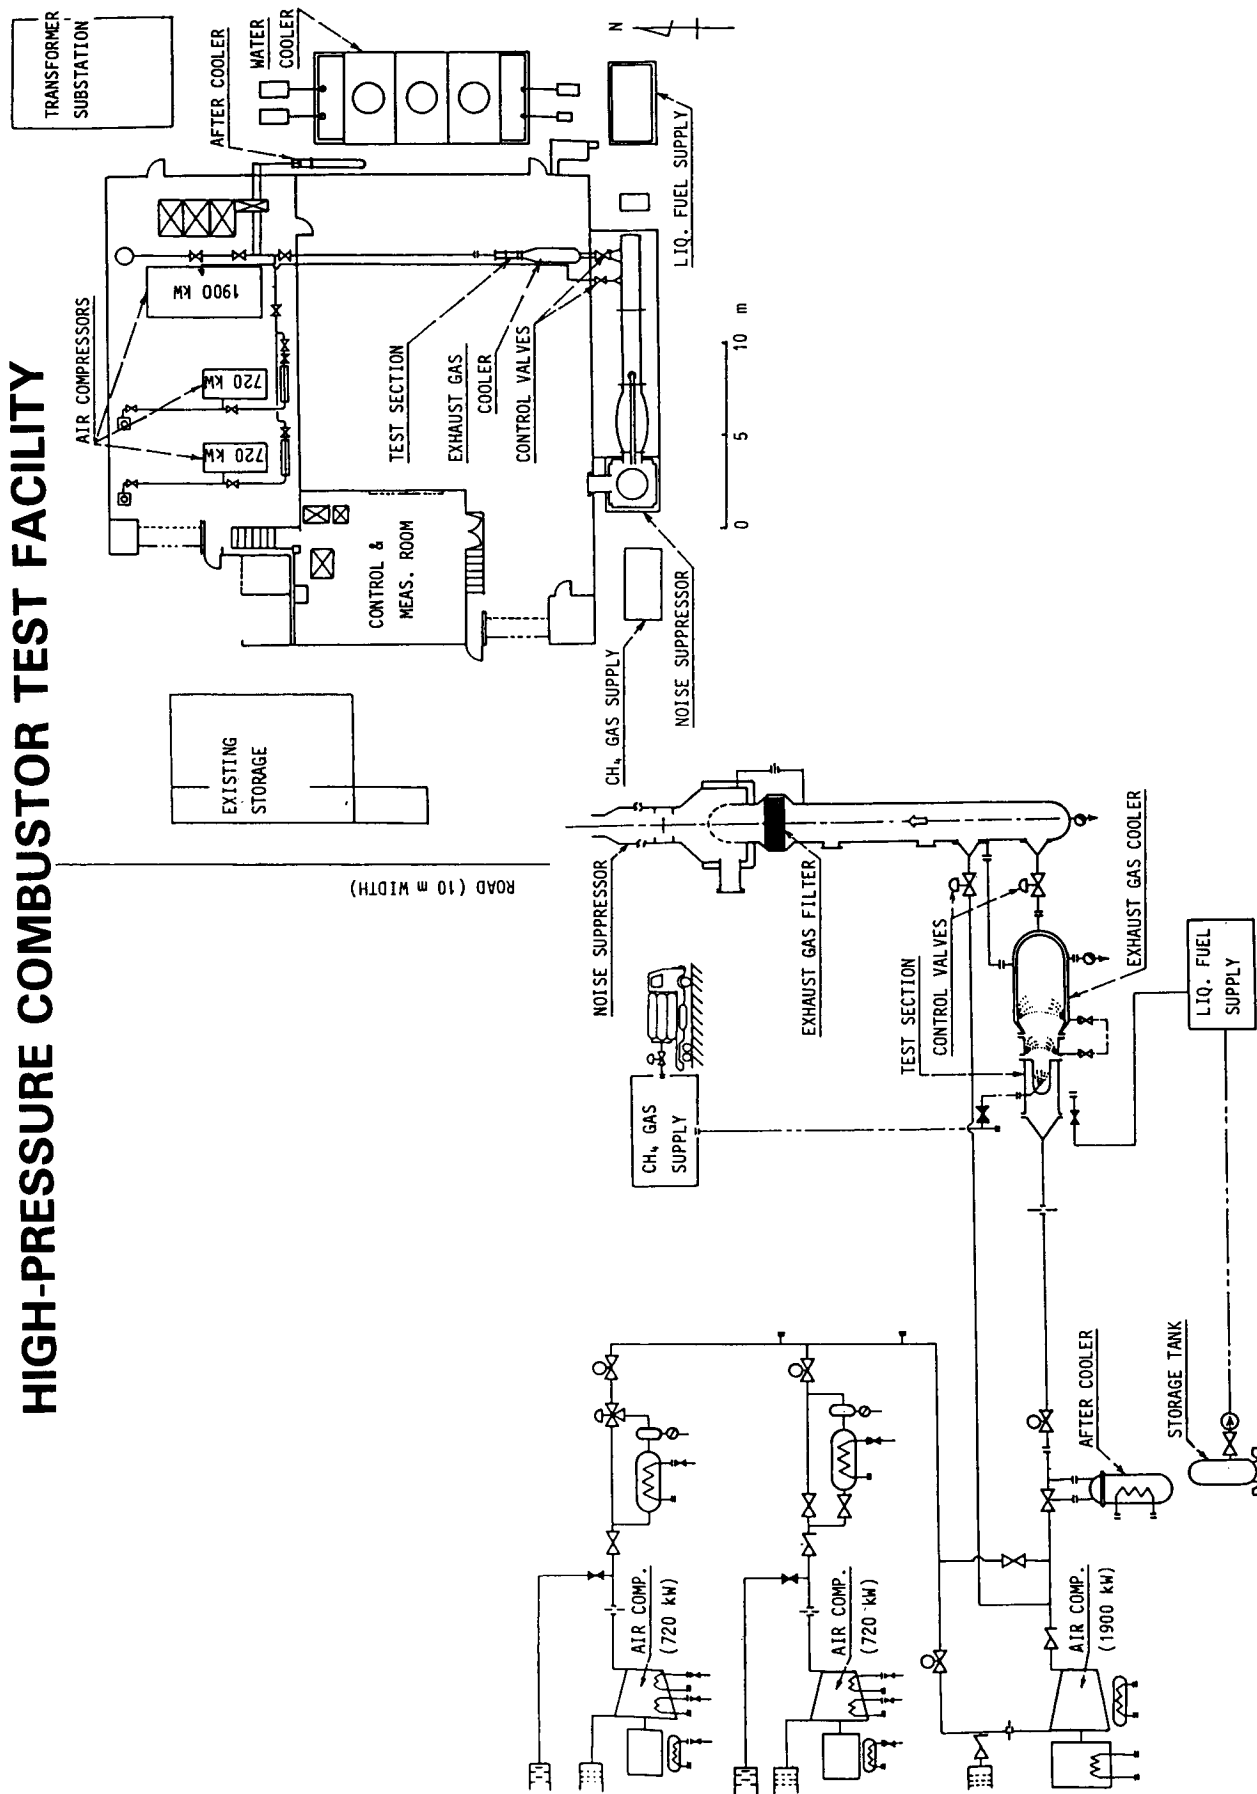 HIGH-PRESSURE COMBUSTOR TEST FACILITY
TRANSFORMER
SUBSTATION
WATER
COOLER
AFTER COOLER
AIR COMPRESSORS
1900 kW
720 kW
720 kW
TEST SECTION
EXHAUST GAS
COOLER
CONTROL VALVES
LIQ. FUEL SUPPLY
N
CONTROL &
MEAS. ROOM
0 5 10 m
CH₄ GAS SUPPLY
NOISE SUPPRESSOR
EXISTING
STORAGE
ROAD (10 m WIDTH)
NOISE SUPPRESSOR
EXHAUST GAS FILTER
CH₄ GAS
SUPPLY
TEST SECTION
CONTROL VALVES
EXHAUST GAS COOLER
LIQ. FUEL
SUPPLY
AIR COMP.
(720 kW)
AIR COMP.
(720 kW)
AIR COMP.
(1900 kW)
AFTER COOLER
STORAGE TANK